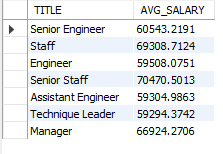 TITLE AVG_SALARY
Senior Engineer 60543.2191
Staff 69308.7124
Engineer 59508.0751
Senior Staff 70470.5013
Assistant Engineer 59304.9863
Technique Leader 59294.3742
Manager 66924.2706